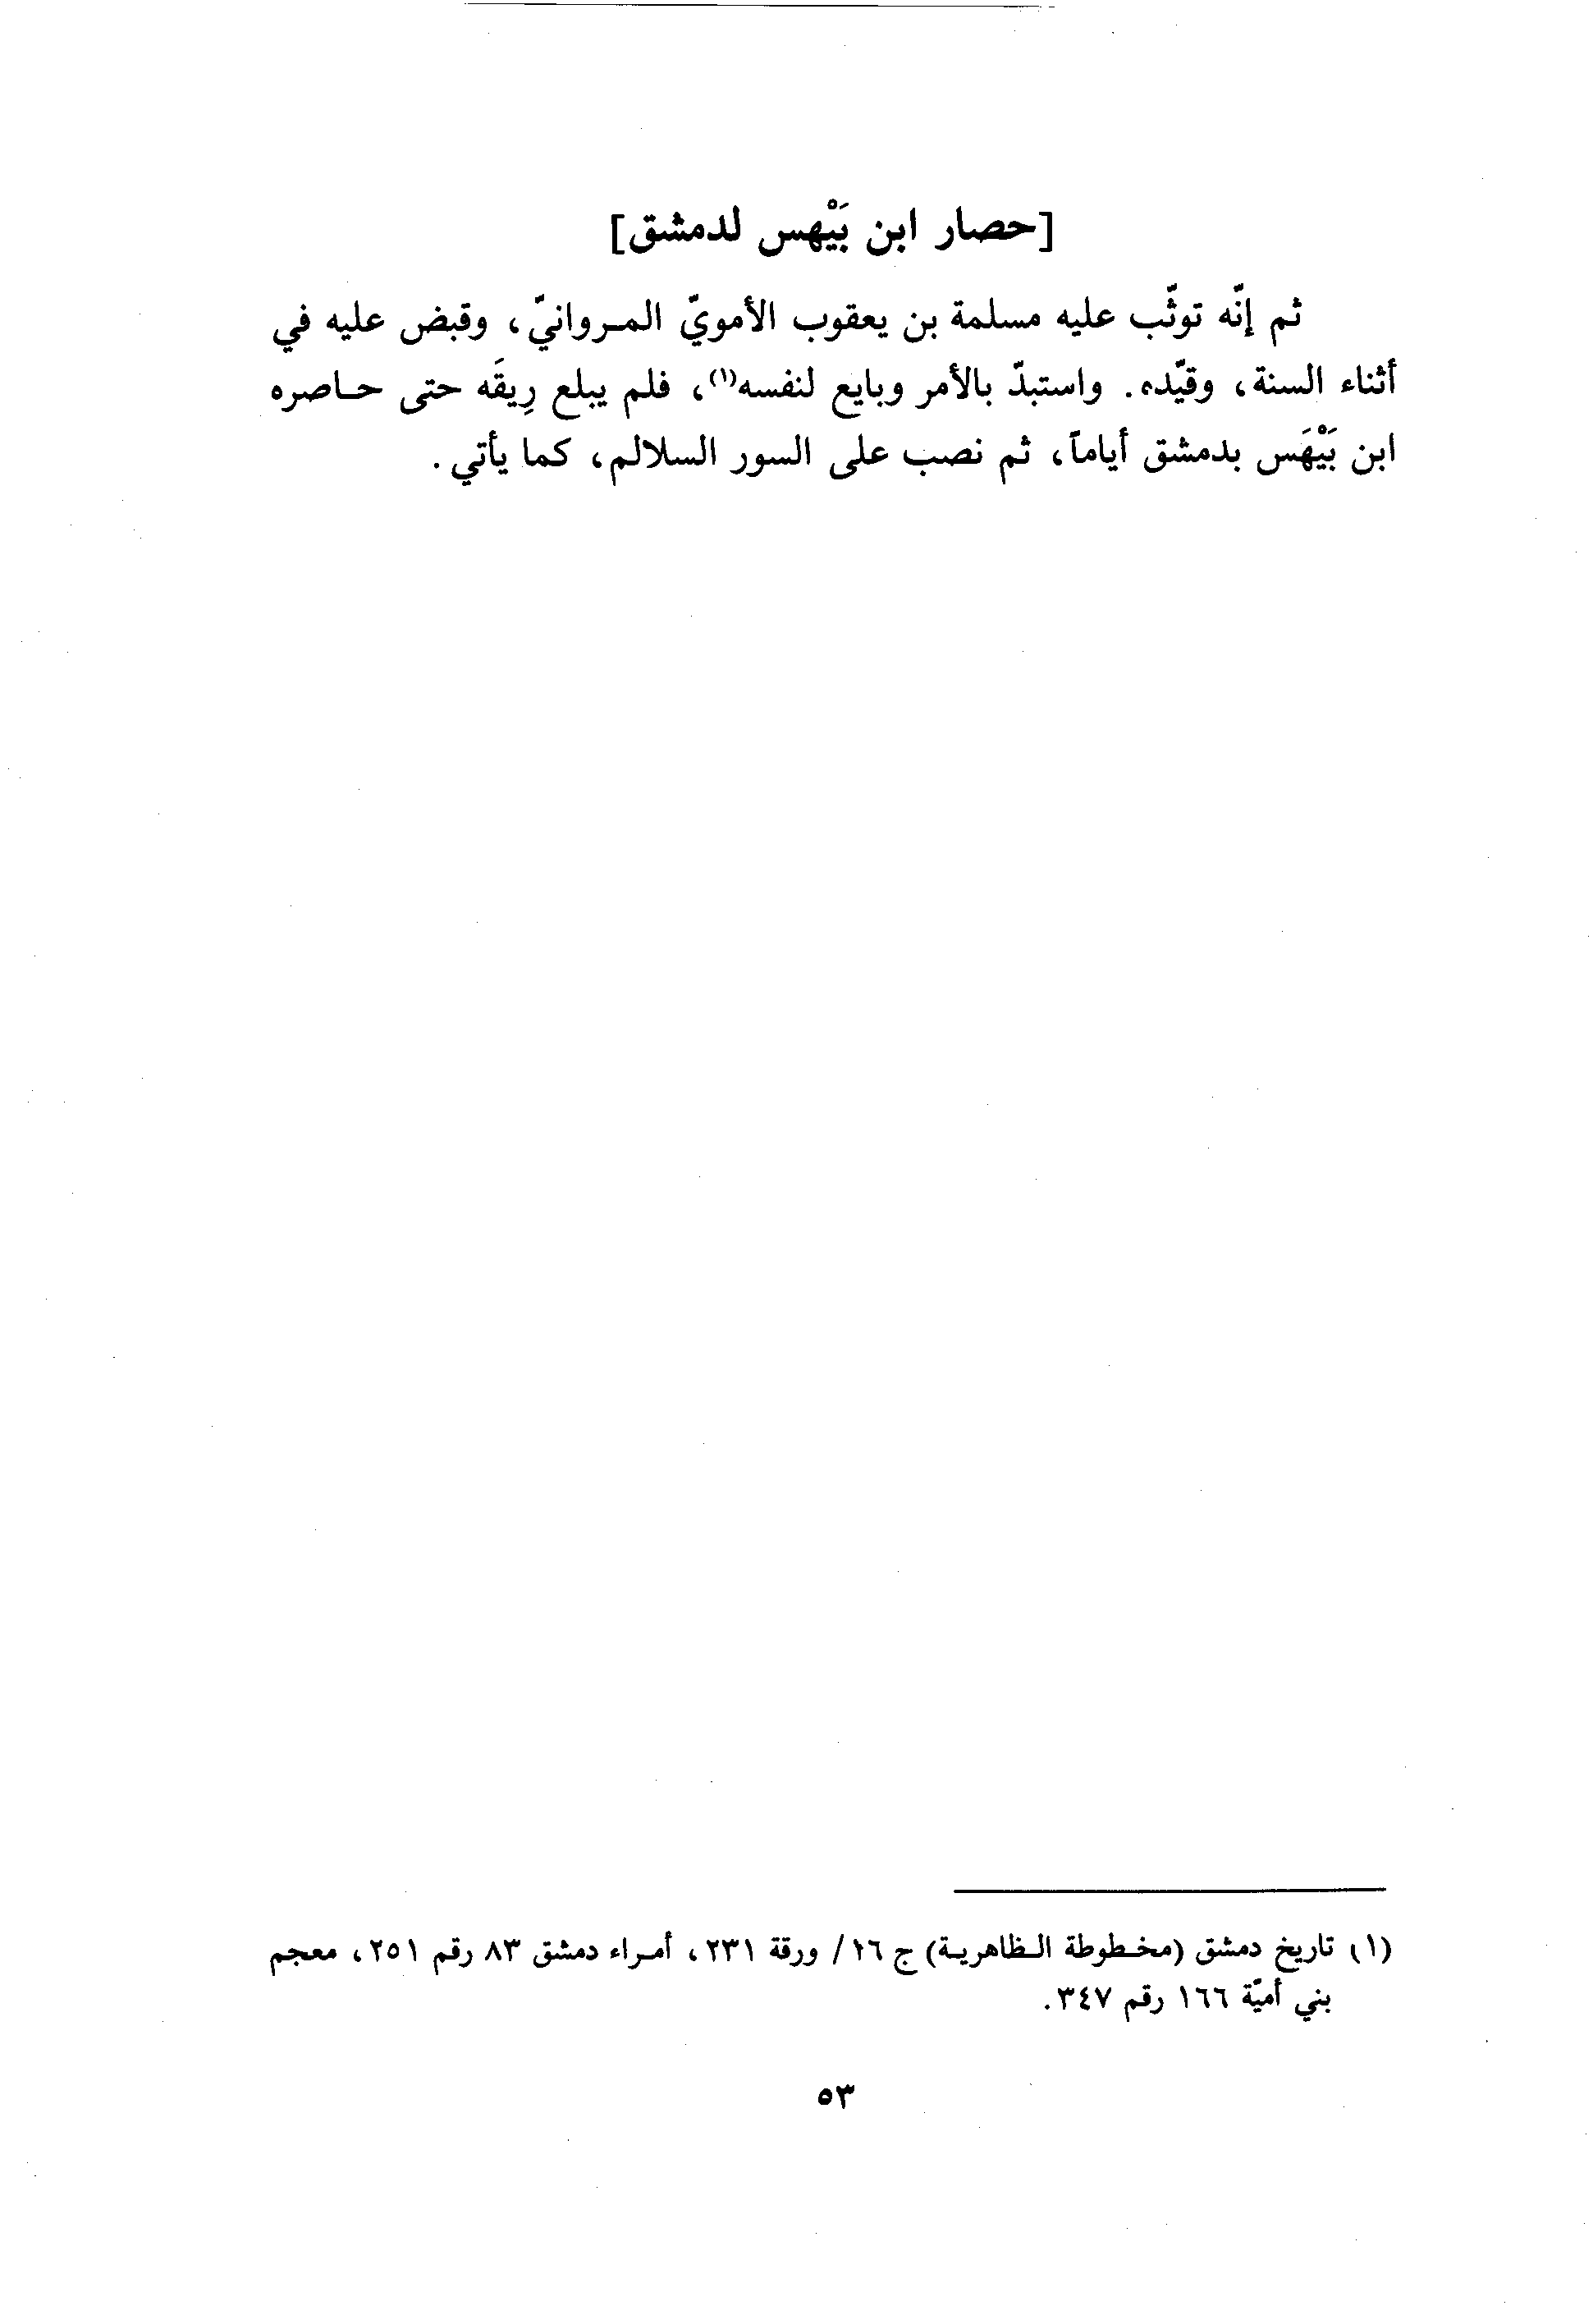 [حصار ابن بَيْهس لدمشق]
ثم إنّه توثّب عليه مسلمة بن يعقوب الأمويّ المروانيّ، وقبض عليه في
أثناء السنة، وقيّده. واستبدّ بالأمر وبايع لنفسه(١)، فلم يبلع رِيقَه حتى حاصره
ابن بَيْهَس بدمشق أياماً، ثم نصب على السور السلالم، كما يأتي.
(١) تاريخ دمشق (مخطوطة الظاهرية) ج ١٦/ ورقة ٢٣١، أمراء دمشق ٨٣ رقم ٢٥١، معجم
بني أميّة ١٦٦ رقم ٣٤٧.
٥٣